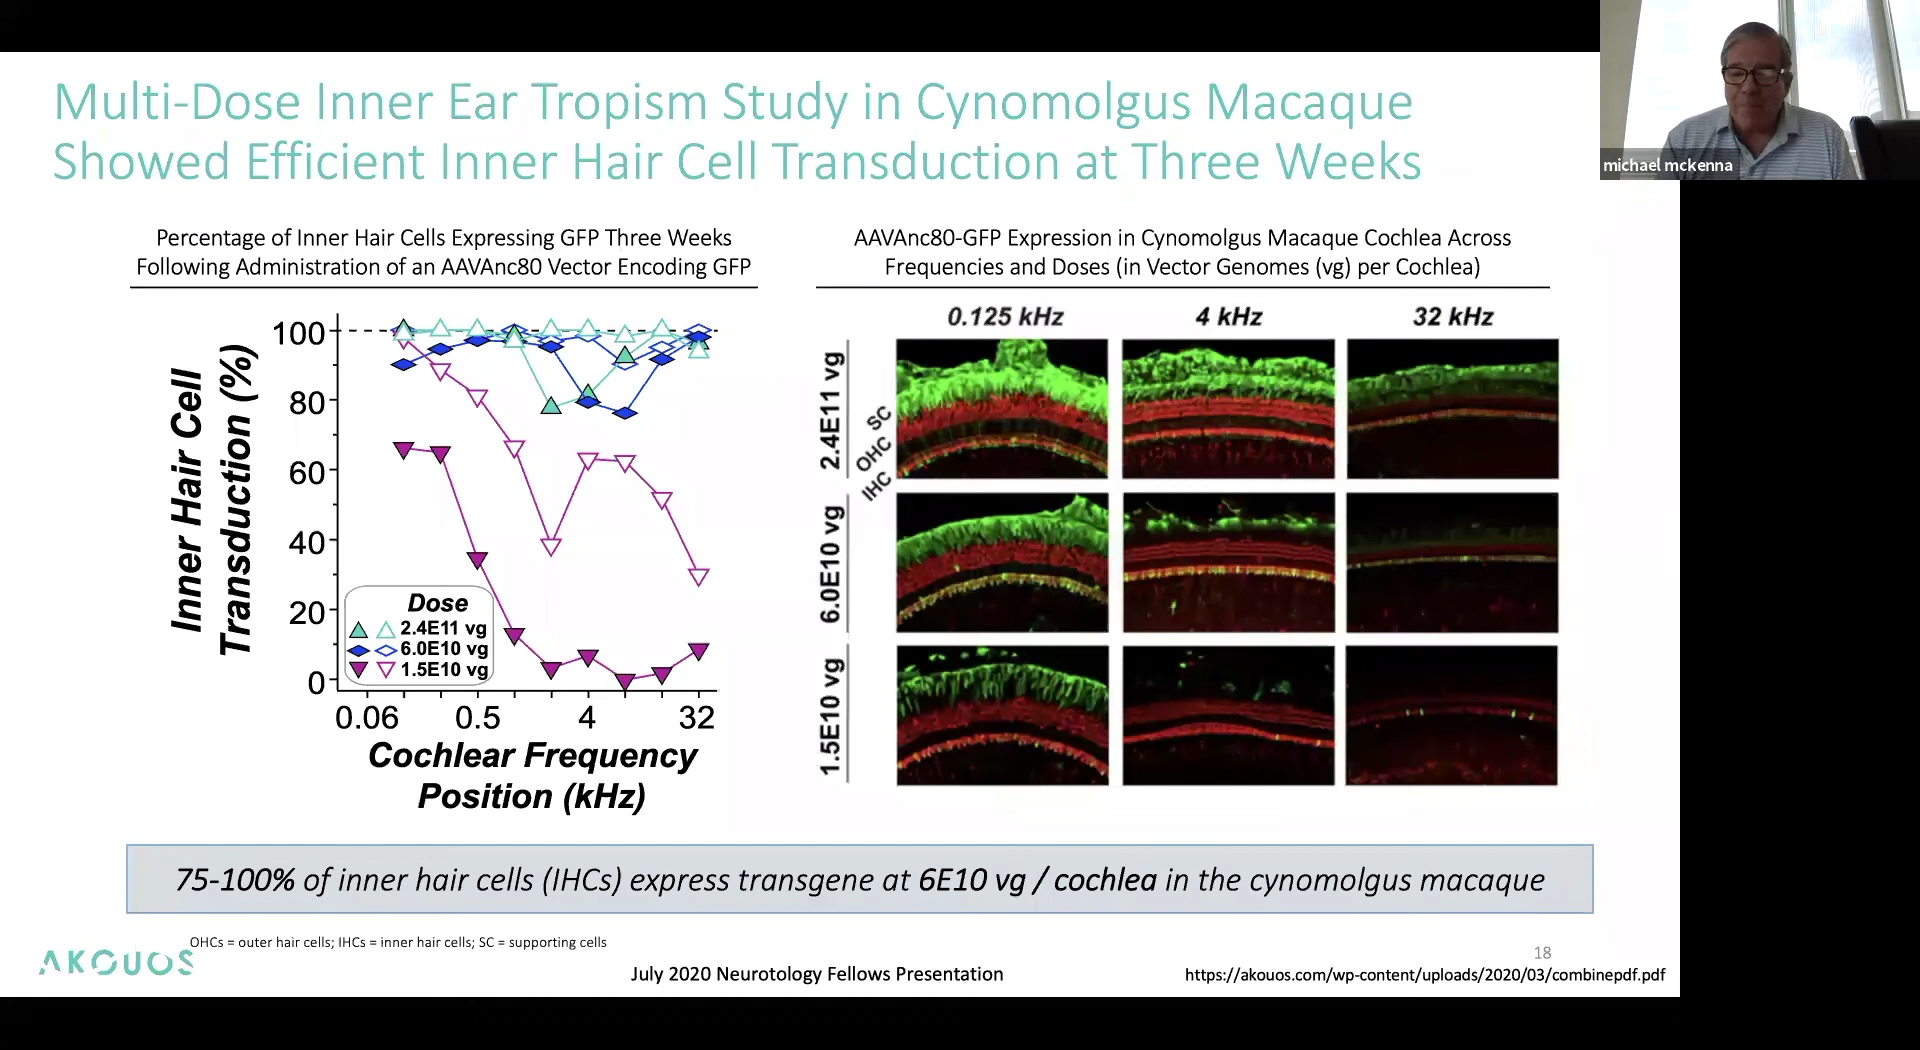 Multi-Dose Inner Ear Tropism Study in Cynomolgus Macaque
Showed Efficient Inner Hair Cell Transduction at Three Weeks
michael mckenna
Percentage of Inner Hair Cells Expressing GFP Three Weeks
Following Administration of an AAVAnc80 Vector Encoding GFP
Inner Hair Cell
Transduction (%)
100
80
60
40
20
0
Dose
2.4E11 vg
6.0E10 vg
1.5E10 vg
0.06 0.5 4 32
Cochlear Frequency
Position (kHz)
AAVAnc80-GFP Expression in Cynomolgus Macaque Cochlea Across
Frequencies and Doses (in Vector Genomes (vg) per Cochlea)
0.125 kHz 4 kHz 32 kHz
2.4E11 vg
SC
OHC
IHC
6.0E10 vg
1.5E10 vg
75-100% of inner hair cells (IHCs) express transgene at 6E10 vg / cochlea in the cynomolgus macaque
OHCs = outer hair cells; IHCs = inner hair cells; SC = supporting cells
AKOUOS
July 2020 Neurotology Fellows Presentation
18
https://akouos.com/wp-content/uploads/2020/03/combinepdf.pdf